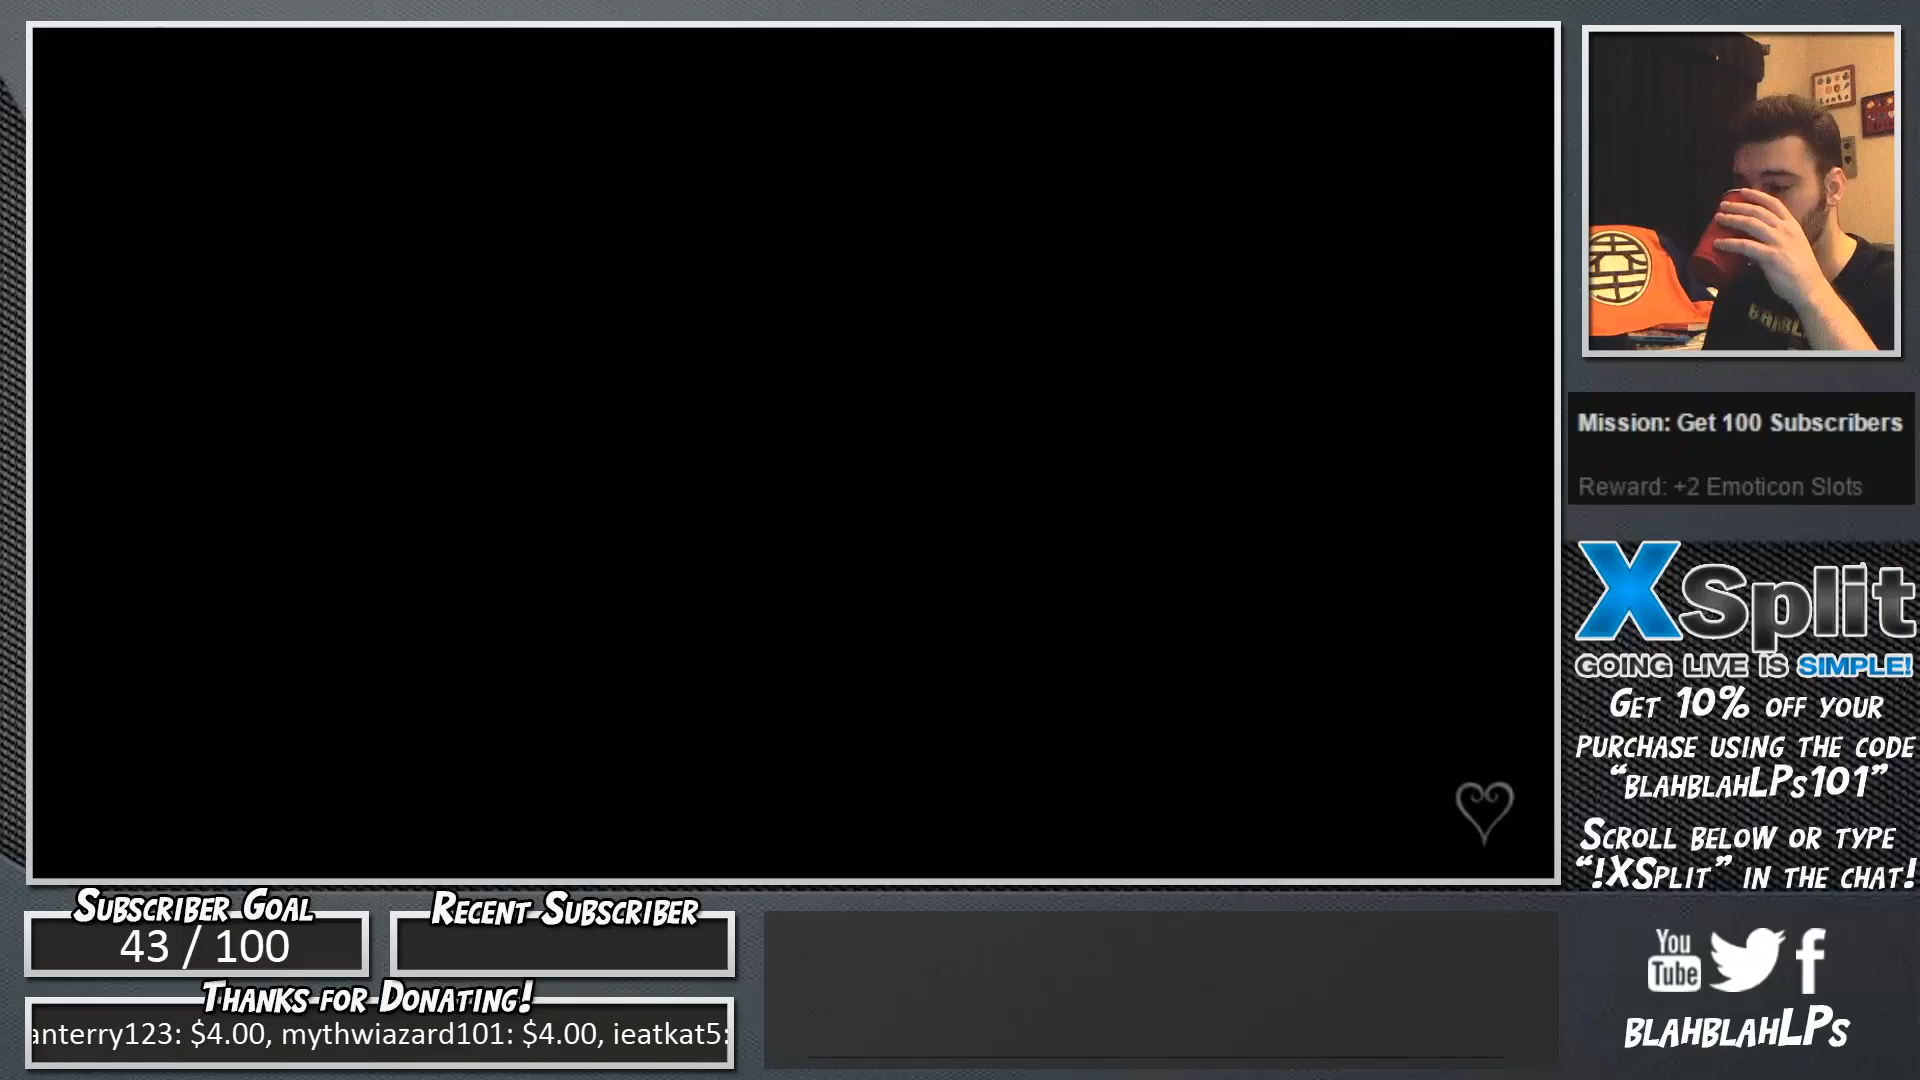 Mission: Get 100 Subscribers
Reward: +2 Emoticon Slots
XSplit
GOING LIVE IS SIMPLE!
GET 10% OFF YOUR
PURCHASE USING THE CODE
"BLAHBLAHLPS101"
SCROLL BELOW OR TYPE
"!XSPLIT" IN THE CHAT!
SUBSCRIBER GOAL
43 / 100
RECENT SUBSCRIBER
THANKS FOR DONATING!
anterry123: $4.00, mythwiazard101: $4.00, ieatkat5:
You
Tube
BLAHBLAHLPS